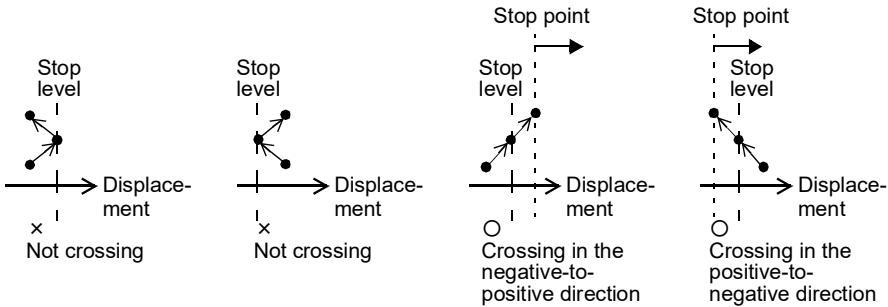 Stop point
Stop point
Stop
level
Stop
level
Stop
level
Stop
level
Displace-
ment
Displace-
ment
Displace-
ment
Displace-
ment
×
Not crossing
×
Not crossing
○
Crossing in the
negative-to-
positive direction
○
Crossing in the
positive-to-
negative direction